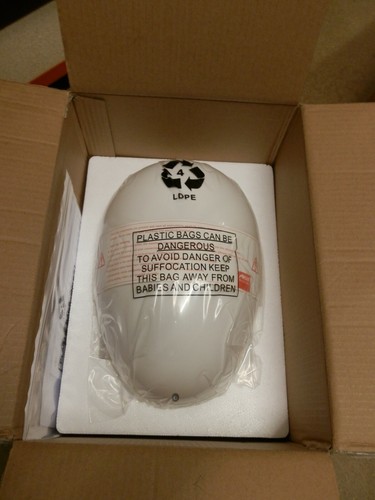 4
LDPE
PLASTIC BAGS CAN BE
DANGEROUS
TO AVOID DANGER OF
SUFFOCATION KEEP
THIS BAG AWAY FROM
BABIES AND CHILDREN